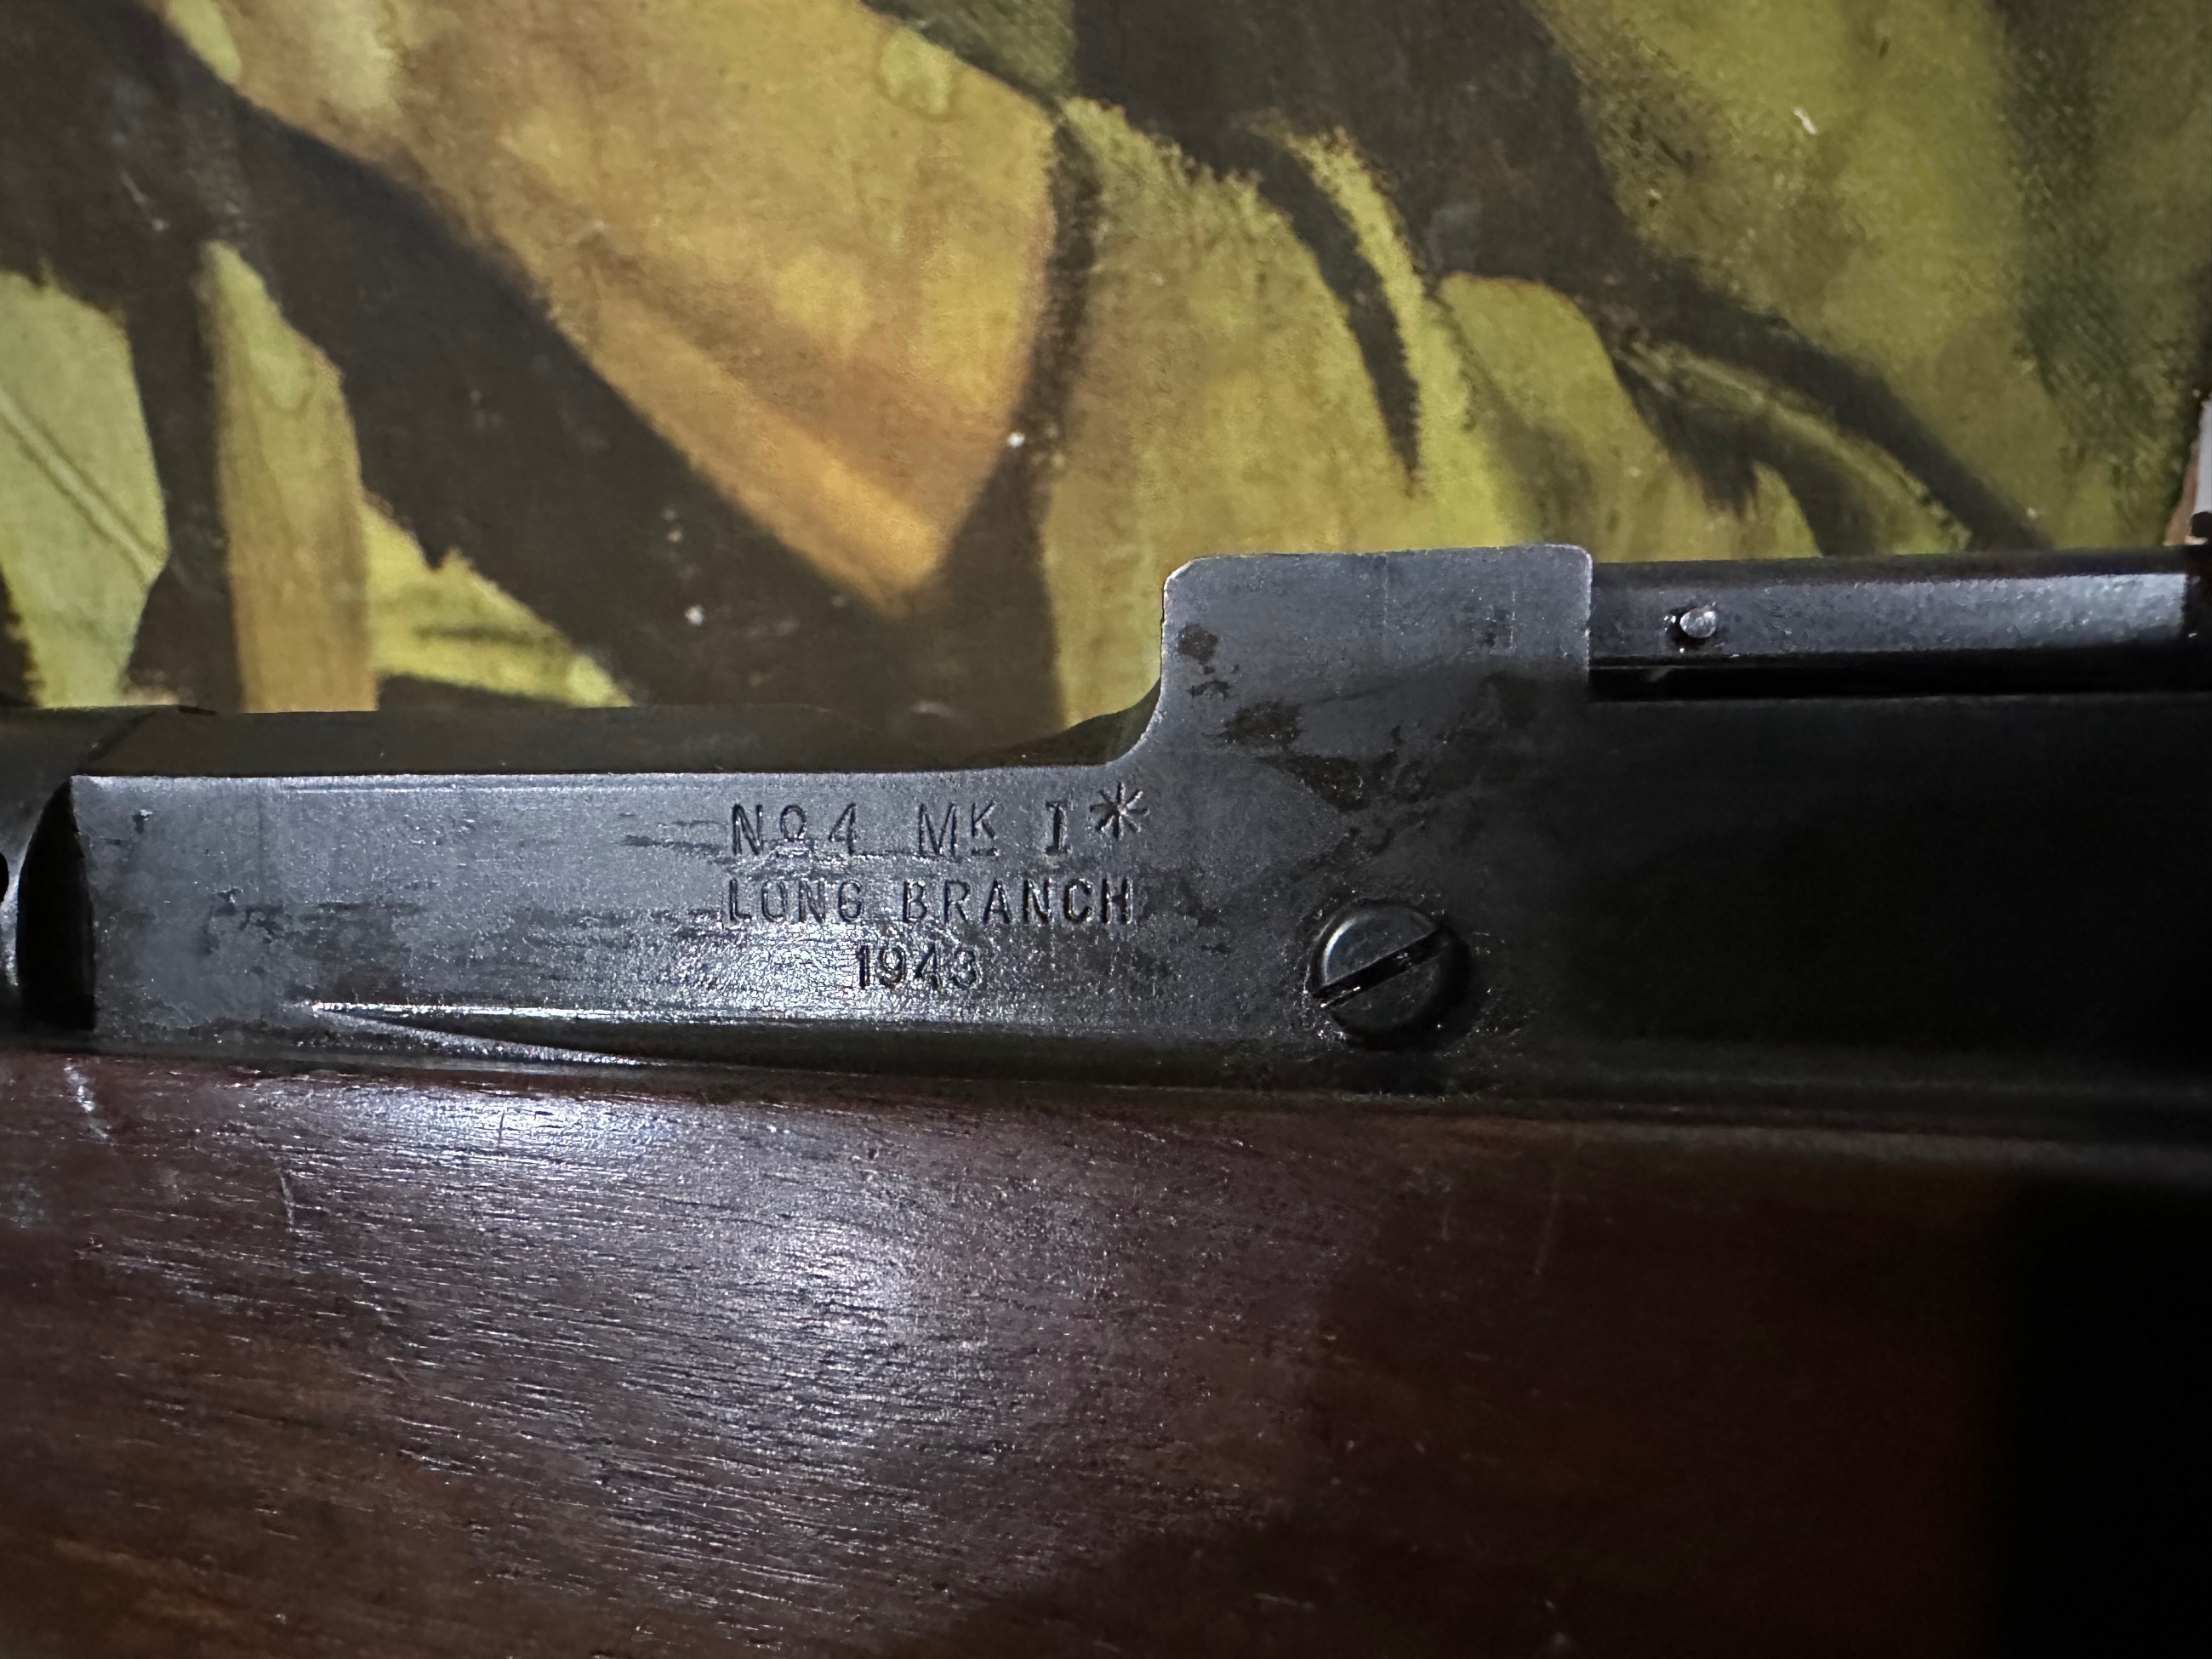 Nº4 MK I*
LONG BRANCH
1943